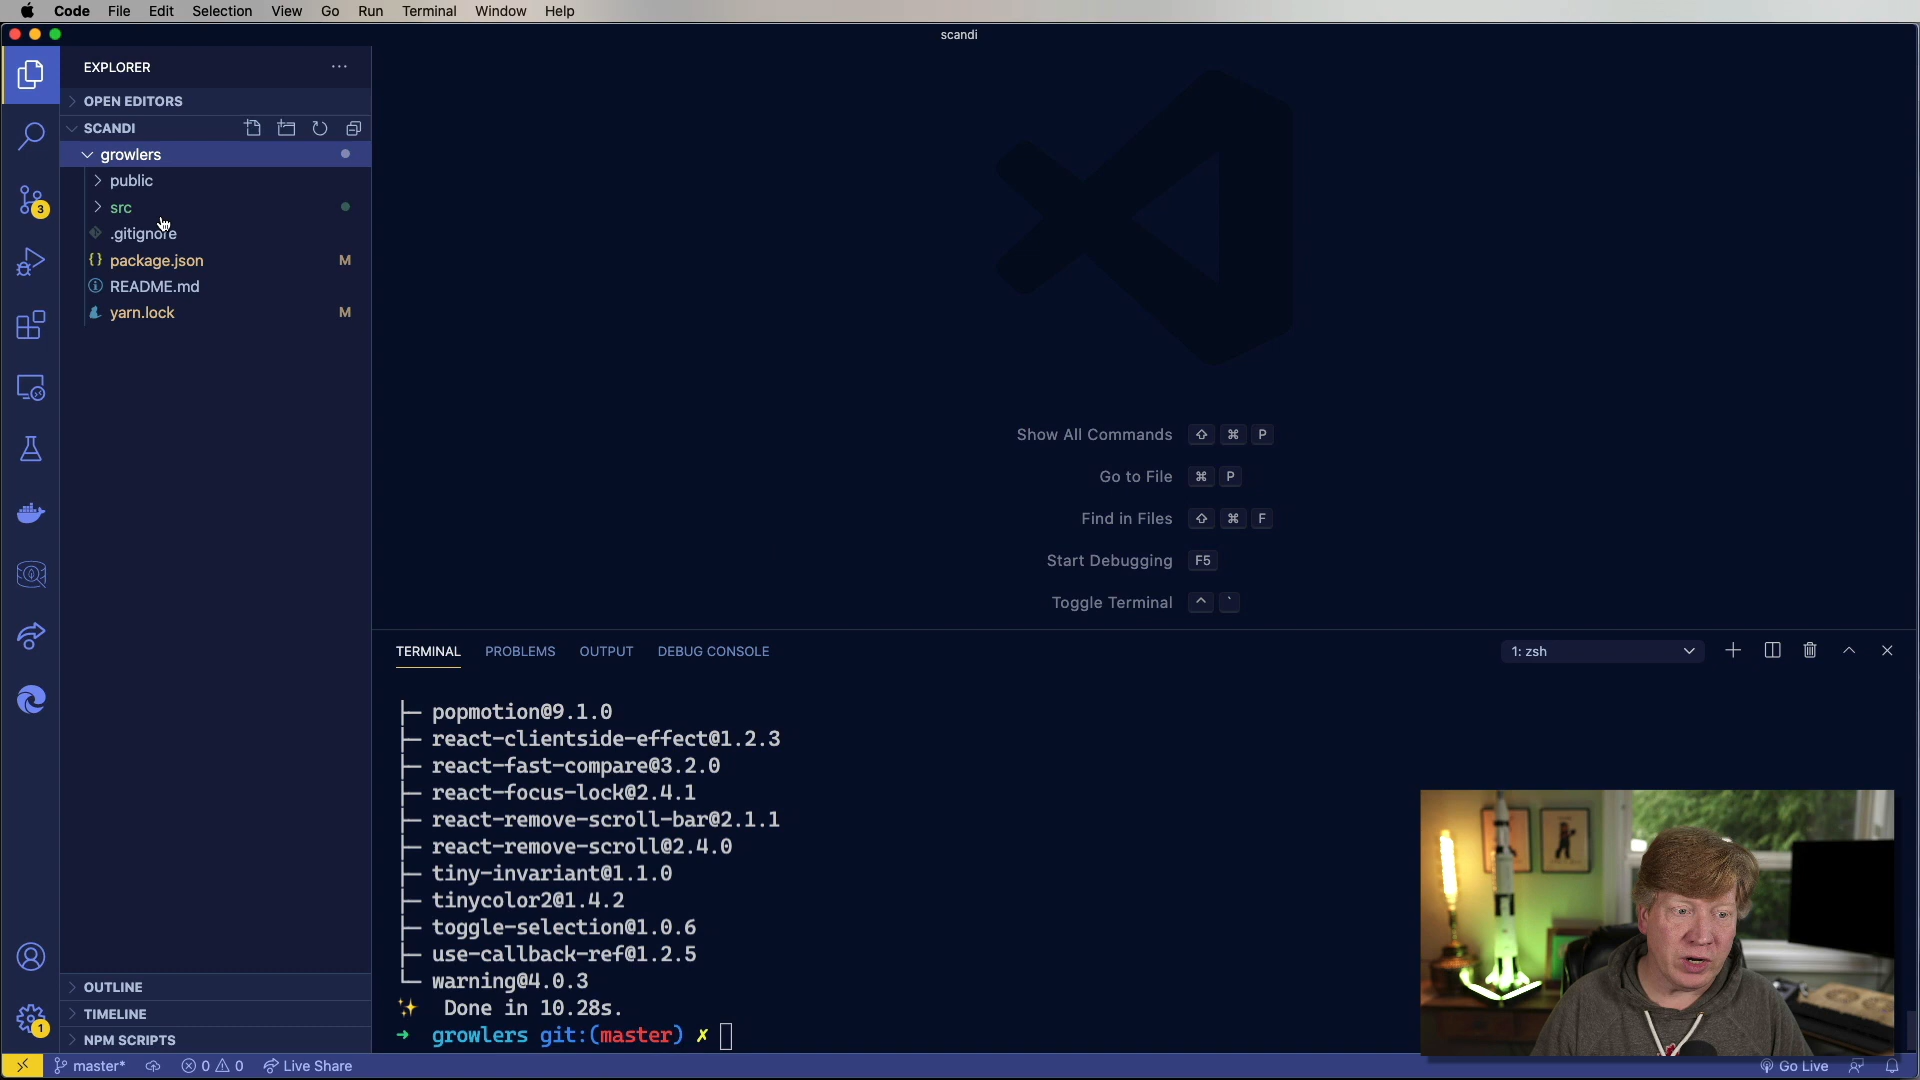 Code File Edit Selection View Go Run Terminal Window Help
scandi
EXPLORER
OPEN EDITORS
SCANDI
growlers
public
src
.gitignore
package.json M
README.md
yarn.lock M
3
Show All Commands ⇧ ⌘ P
Go to File ⌘ P
Find in Files ⇧ ⌘ F
Start Debugging F5
Toggle Terminal ^ `
TERMINAL PROBLEMS OUTPUT DEBUG CONSOLE
1: zsh
├─ popmotion@9.1.0
├─ react-clientside-effect@1.2.3
├─ react-fast-compare@3.2.0
├─ react-focus-lock@2.4.1
├─ react-remove-scroll-bar@2.1.1
├─ react-remove-scroll@2.4.0
├─ tiny-invariant@1.1.0
├─ tinycolor2@1.4.2
├─ toggle-selection@1.0.6
├─ use-callback-ref@1.2.5
└─ warning@4.0.3
✨ Done in 10.28s.
➜ growlers git:(master) ✗
OUTLINE
TIMELINE
NPM SCRIPTS
1
master* 0 0 Live Share
Go Live